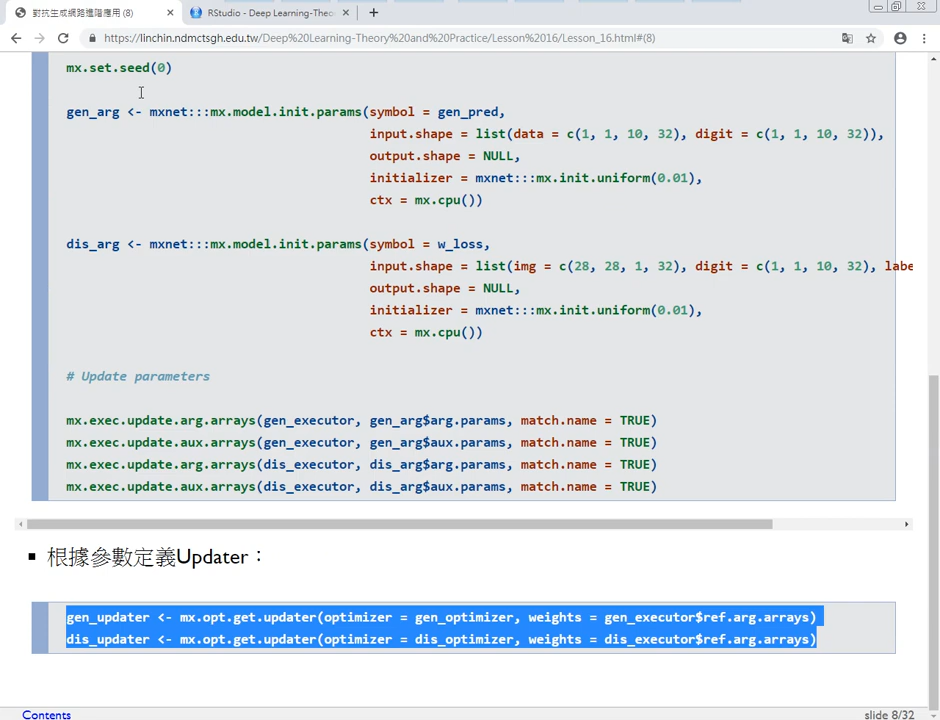 對抗生成網路進階應用 (8)
RStudio - Deep Learning-Theo
https://linchin.ndmctsgh.edu.tw/Deep%20Learning-Theory%20and%20Practice/Lesson%2016/Lesson_16.html#(8)
mx.set.seed(0)
gen_arg <- mxnet:::mx.model.init.params(symbol = gen_pred,
input.shape = list(data = c(1, 1, 10, 32), digit = c(1, 1, 10, 32)),
output.shape = NULL,
initializer = mxnet:::mx.init.uniform(0.01),
ctx = mx.cpu())
dis_arg <- mxnet:::mx.model.init.params(symbol = w_loss,
input.shape = list(img = c(28, 28, 1, 32), digit = c(1, 1, 10, 32), labe
output.shape = NULL,
initializer = mxnet:::mx.init.uniform(0.01),
ctx = mx.cpu())
# Update parameters
mx.exec.update.arg.arrays(gen_executor, gen_arg$arg.params, match.name = TRUE)
mx.exec.update.aux.arrays(gen_executor, gen_arg$aux.params, match.name = TRUE)
mx.exec.update.arg.arrays(dis_executor, dis_arg$arg.params, match.name = TRUE)
mx.exec.update.aux.arrays(dis_executor, dis_arg$aux.params, match.name = TRUE)
▪ 根據參數定義Updater：
gen_updater <- mx.opt.get.updater(optimizer = gen_optimizer, weights = gen_executor$ref.arg.arrays)
dis_updater <- mx.opt.get.updater(optimizer = dis_optimizer, weights = dis_executor$ref.arg.arrays)
Contents
slide 8/32